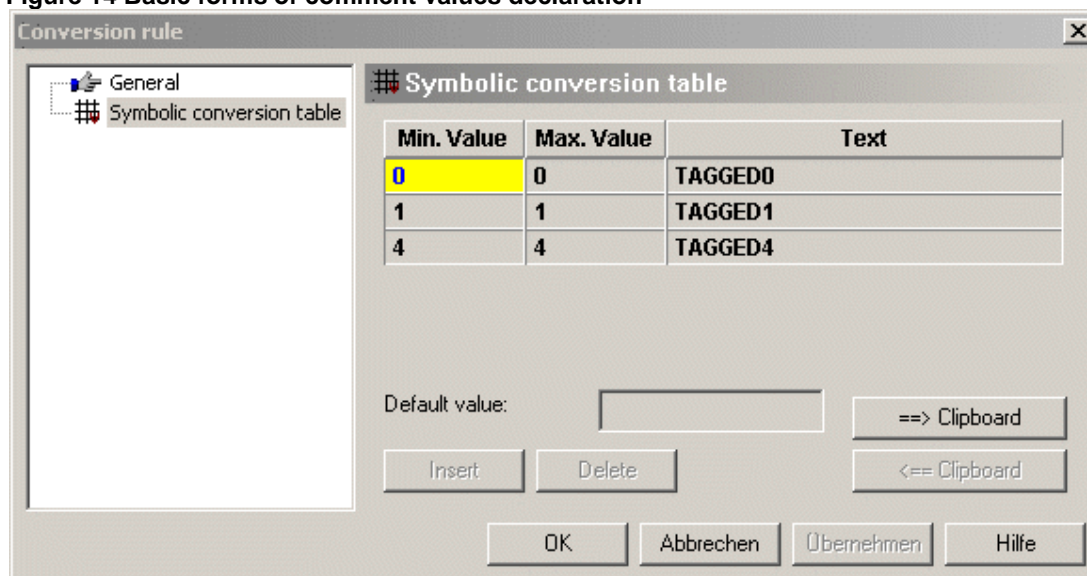 Figure 14 Basic forms of comment values declaration
Conversion rule
General
Symbolic conversion table
Symbolic conversion table
Min. Value Max. Value Text
0 0 TAGGED0
1 1 TAGGED1
4 4 TAGGED4
Default value:
==> Clipboard
Insert Delete <== Clipboard
OK Abbrechen Übernehmen Hilfe